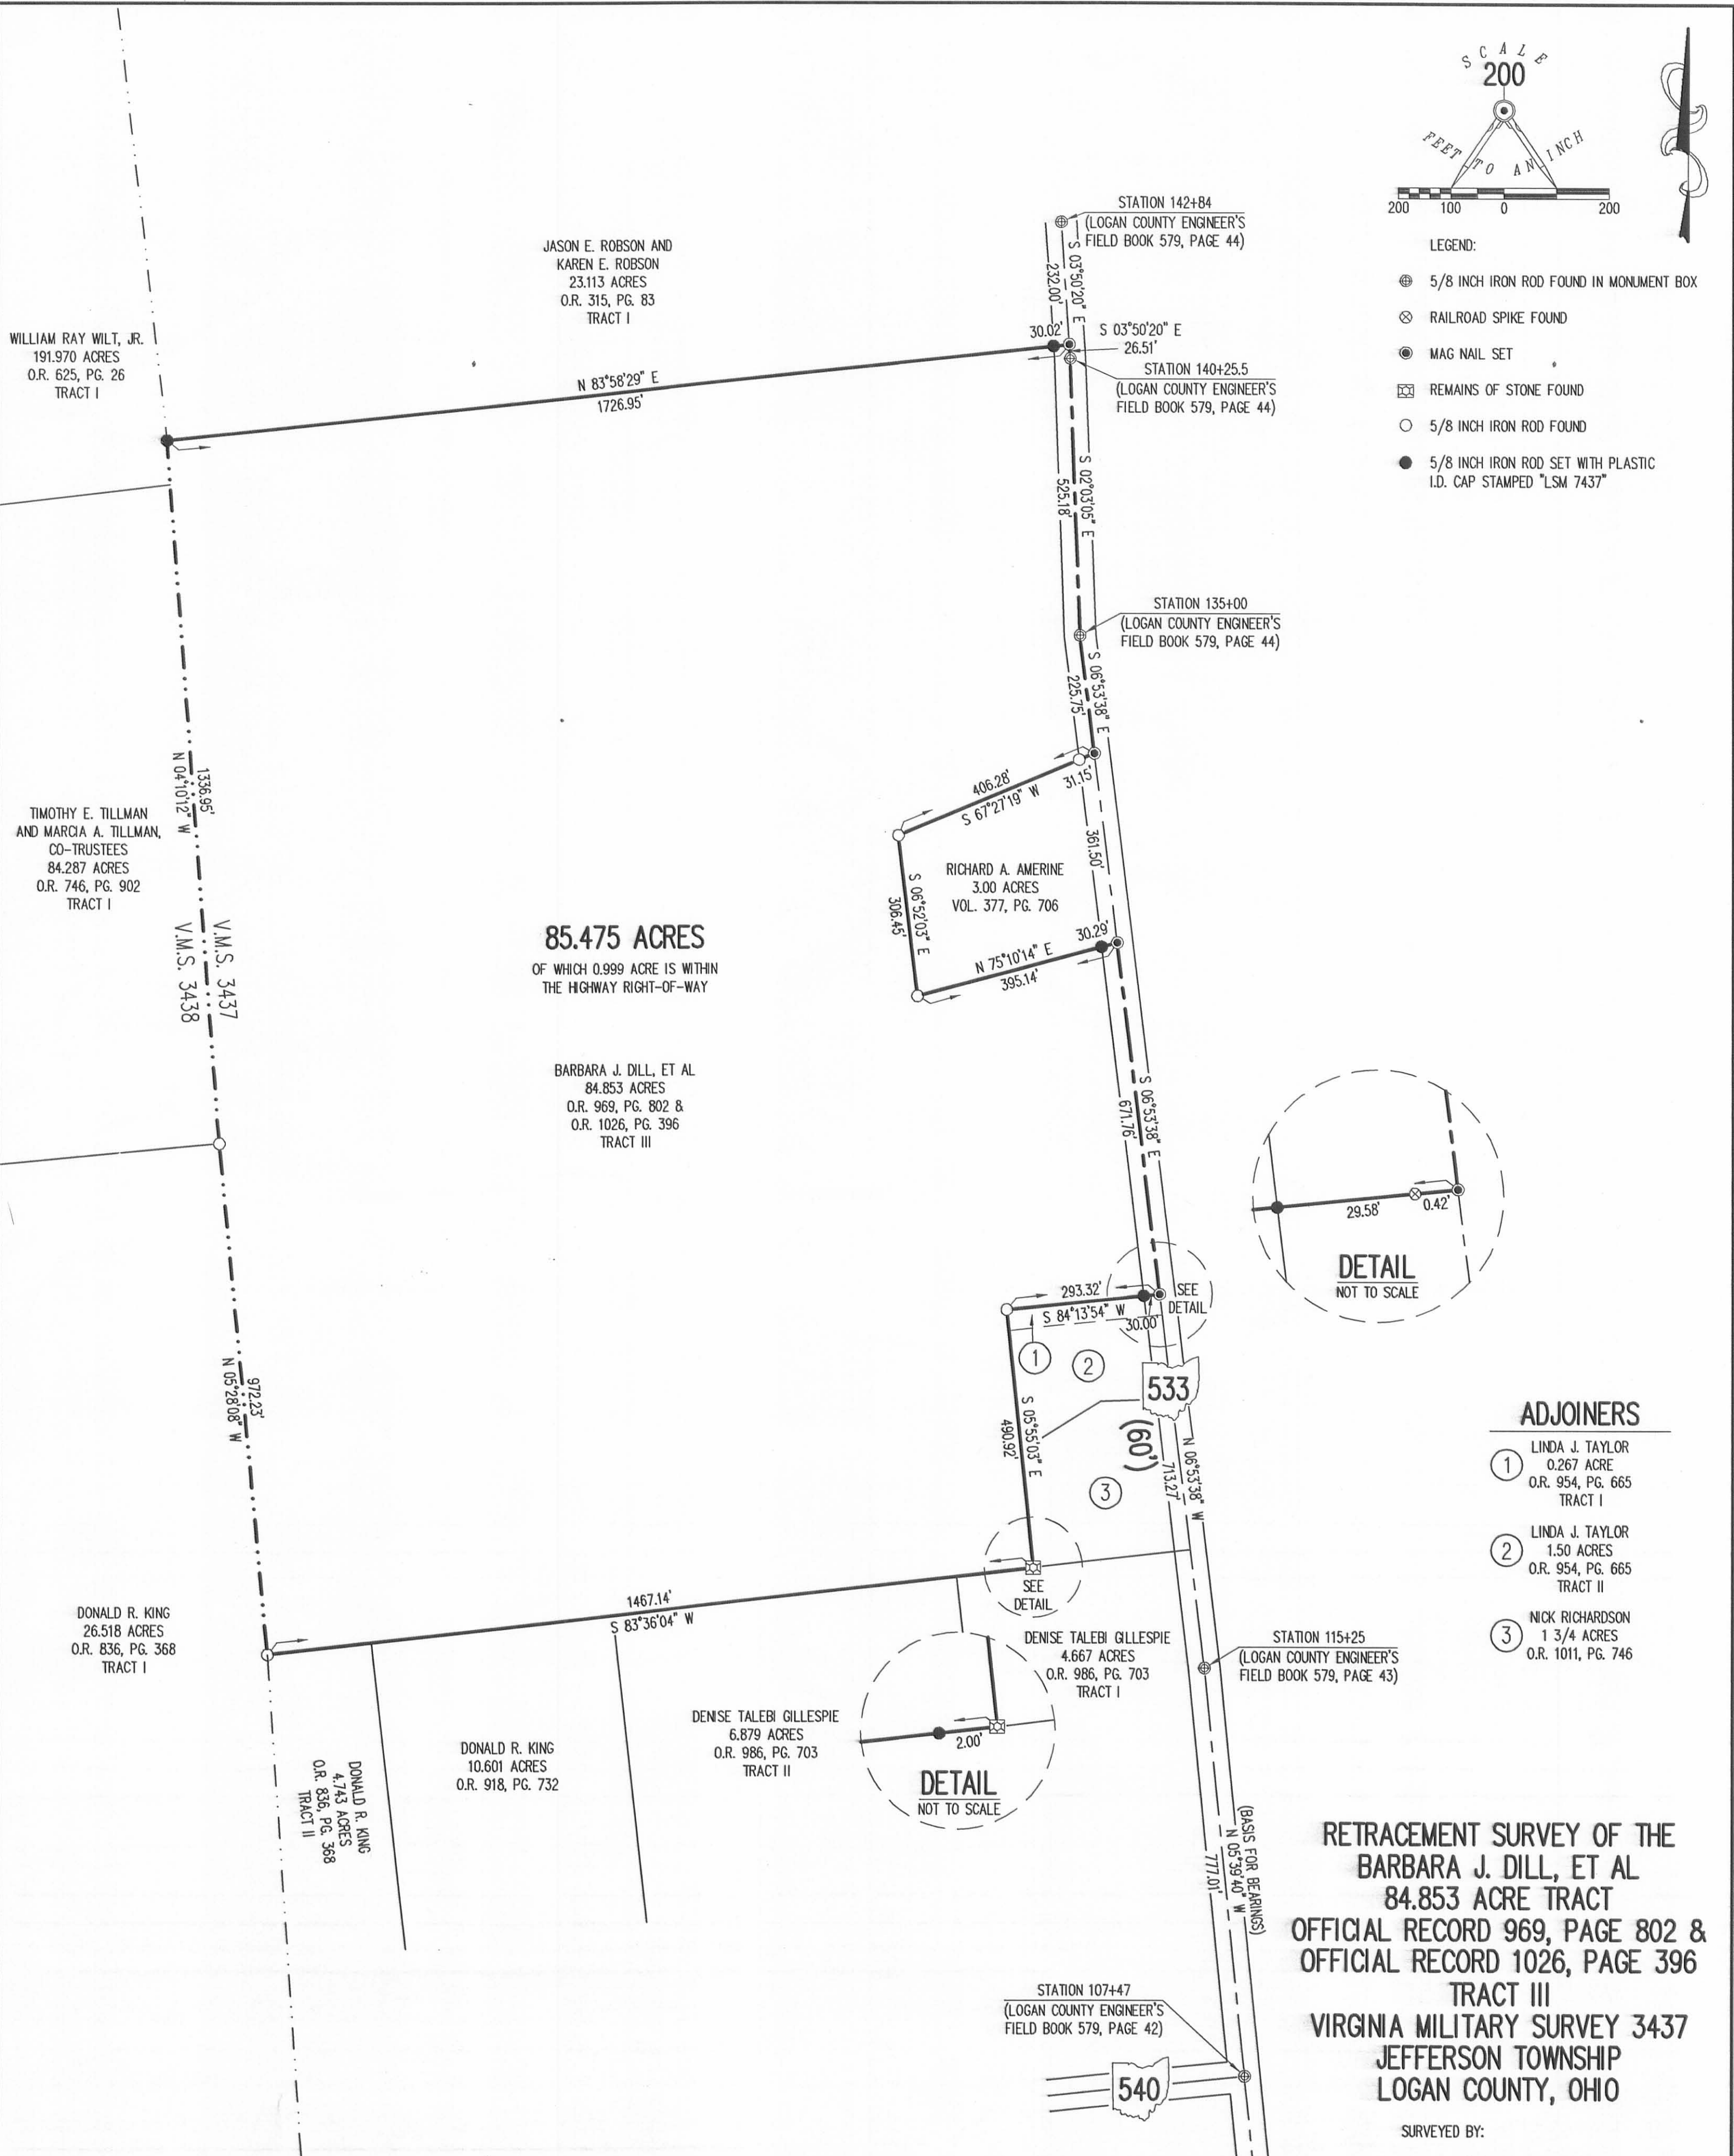 SCALE
200
FEET TO AN INCH
200 100 0 200
LEGEND:
5/8 INCH IRON ROD FOUND IN MONUMENT BOX
RAILROAD SPIKE FOUND
MAG NAIL SET
REMAINS OF STONE FOUND
5/8 INCH IRON ROD FOUND
5/8 INCH IRON ROD SET WITH PLASTIC
I.D. CAP STAMPED "LSM 7437"
STATION 142+84
(LOGAN COUNTY ENGINEER'S
FIELD BOOK 579, PAGE 44)
S 03°50'20" E
232.00'
JASON E. ROBSON AND
KAREN E. ROBSON
23.113 ACRES
O.R. 315, PG. 83
TRACT I
WILLIAM RAY WILT, JR.
191.970 ACRES
O.R. 625, PG. 26
TRACT I
30.02'
S 03°50'20" E
26.51'
STATION 140+25.5
(LOGAN COUNTY ENGINEER'S
FIELD BOOK 579, PAGE 44)
N 83°58'29" E
1726.95'
S 02°03'05" E
525.18'
STATION 135+00
(LOGAN COUNTY ENGINEER'S
FIELD BOOK 579, PAGE 44)
S 06°53'38" E
225.75'
1336.95'
N 04°10'12" W
406.28'
S 67°27'19" W
31.15'
361.50'
TIMOTHY E. TILLMAN
AND MARCIA A. TILLMAN,
CO-TRUSTEES
84.287 ACRES
O.R. 746, PG. 902
TRACT I
RICHARD A. AMERINE
3.00 ACRES
VOL. 377, PG. 706
S 06°52'03" E
306.45'
30.29'
N 75°10'14" E
395.14'
V.M.S. 3437
V.M.S. 3438
85.475 ACRES
OF WHICH 0.999 ACRE IS WITHIN
THE HIGHWAY RIGHT-OF-WAY
BARBARA J. DILL, ET AL
84.853 ACRES
O.R. 969, PG. 802 &
O.R. 1026, PG. 396
TRACT III
S 06°53'38" E
671.76'
29.58'
0.42'
DETAIL
NOT TO SCALE
293.32'
S 84°13'54" W
30.00'
SEE
DETAIL
1
2
533
(60')
S 05°55'03" E
490.92'
3
N 06°53'38" W
713.27'
972.23'
N 05°28'08" W
ADJOINERS
1
LINDA J. TAYLOR
0.267 ACRE
O.R. 954, PG. 665
TRACT I
2
LINDA J. TAYLOR
1.50 ACRES
O.R. 954, PG. 665
TRACT II
3
NICK RICHARDSON
1 3/4 ACRES
O.R. 1011, PG. 746
SEE
DETAIL
1467.14'
S 83°36'04" W
DONALD R. KING
26.518 ACRES
O.R. 836, PG. 368
TRACT I
DENISE TALEBI GILLESPIE
4.667 ACRES
O.R. 986, PG. 703
TRACT I
STATION 115+25
(LOGAN COUNTY ENGINEER'S
FIELD BOOK 579, PAGE 43)
DENISE TALEBI GILLESPIE
6.879 ACRES
O.R. 986, PG. 703
TRACT II
2.00'
DETAIL
NOT TO SCALE
DONALD R. KING
10.601 ACRES
O.R. 918, PG. 732
DONALD R. KING
4.743 ACRES
O.R. 836, PG. 368
TRACT II
(BASIS FOR BEARINGS)
N 05°39'40" W
777.01'
STATION 107+47
(LOGAN COUNTY ENGINEER'S
FIELD BOOK 579, PAGE 42)
540
RETRACEMENT SURVEY OF THE
BARBARA J. DILL, ET AL
84.853 ACRE TRACT
OFFICIAL RECORD 969, PAGE 802 &
OFFICIAL RECORD 1026, PAGE 396
TRACT III
VIRGINIA MILITARY SURVEY 3437
JEFFERSON TOWNSHIP
LOGAN COUNTY, OHIO
SURVEYED BY: